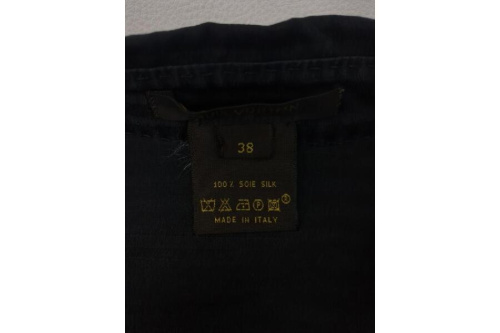 38
100% SOIE SILK
MADE IN ITALY